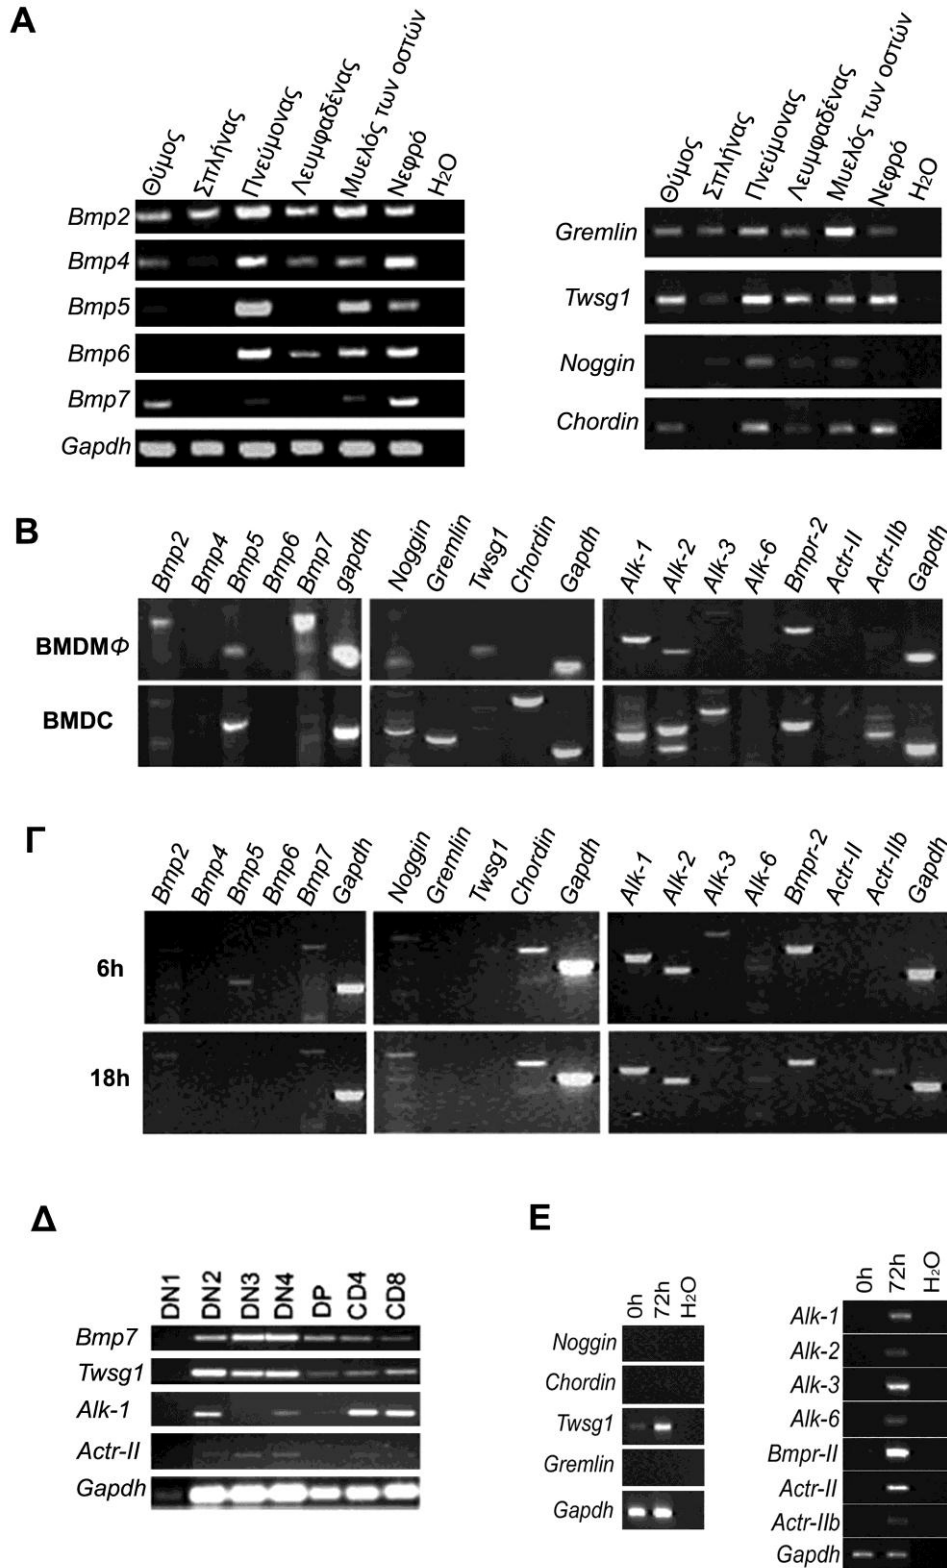 A
Θύμος Σπλήνας Πνεύμονας Λευμφαδένας Μυελός των οστών Νεφρό H₂O
Bmp2
Bmp4
Bmp5
Bmp6
Bmp7
Gapdh
Θύμος Σπλήνας Πνεύμονας Λευμφαδένας Μυελός των οστών Νεφρό H₂O
Gremlin
Twsg1
Noggin
Chordin
B
Bmp2 Bmp4 Bmp5 Bmp6 Bmp7 gapdh Noggin Gremlin Twsg1 Chordin Gapdh Alk-1 Alk-2 Alk-3 Alk-6 Bmpr-2 Actr-II Actr-IIb Gapdh
BMDMΦ
BMDC
Γ
Bmp2 Bmp4 Bmp5 Bmp6 Bmp7 Gapdh Noggin Gremlin Twsg1 Chordin Gapdh Alk-1 Alk-2 Alk-3 Alk-6 Bmpr-2 Actr-II Actr-IIb Gapdh
6h
18h
Δ
DN1 DN2 DN3 DN4 DP CD4 CD8
Bmp7
Twsg1
Alk-1
Actr-II
Gapdh
E
0h 72h H₂O
Noggin
Chordin
Twsg1
Gremlin
Gapdh
0h 72h H₂O
Alk-1
Alk-2
Alk-3
Alk-6
Bmpr-II
Actr-II
Actr-IIb
Gapdh